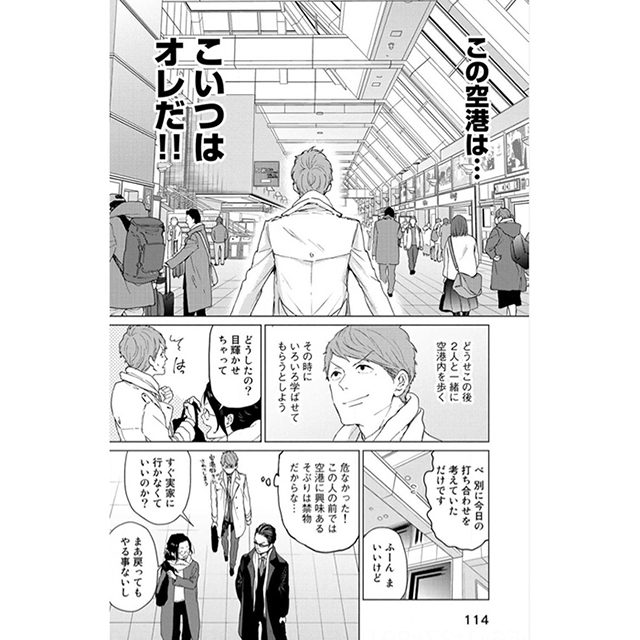 この空港は…
こいつは
オレだ!!
どうせこの後
2人と一緒に
空港内を歩く
その時に
いろいろ学ばせて
もらうとしよう
どうしたの?
目輝かせ
ちゃって
べ 別に今日の
打ち合わせを
考えていた
だけです
ふーん ま
いいけど
危なかった!
この人の前では
空港に興味ある
そぶりは禁物
だからな…
すぐ実家に
行かなくて
いいのか?
まあ戻っても
やる事ないし
114